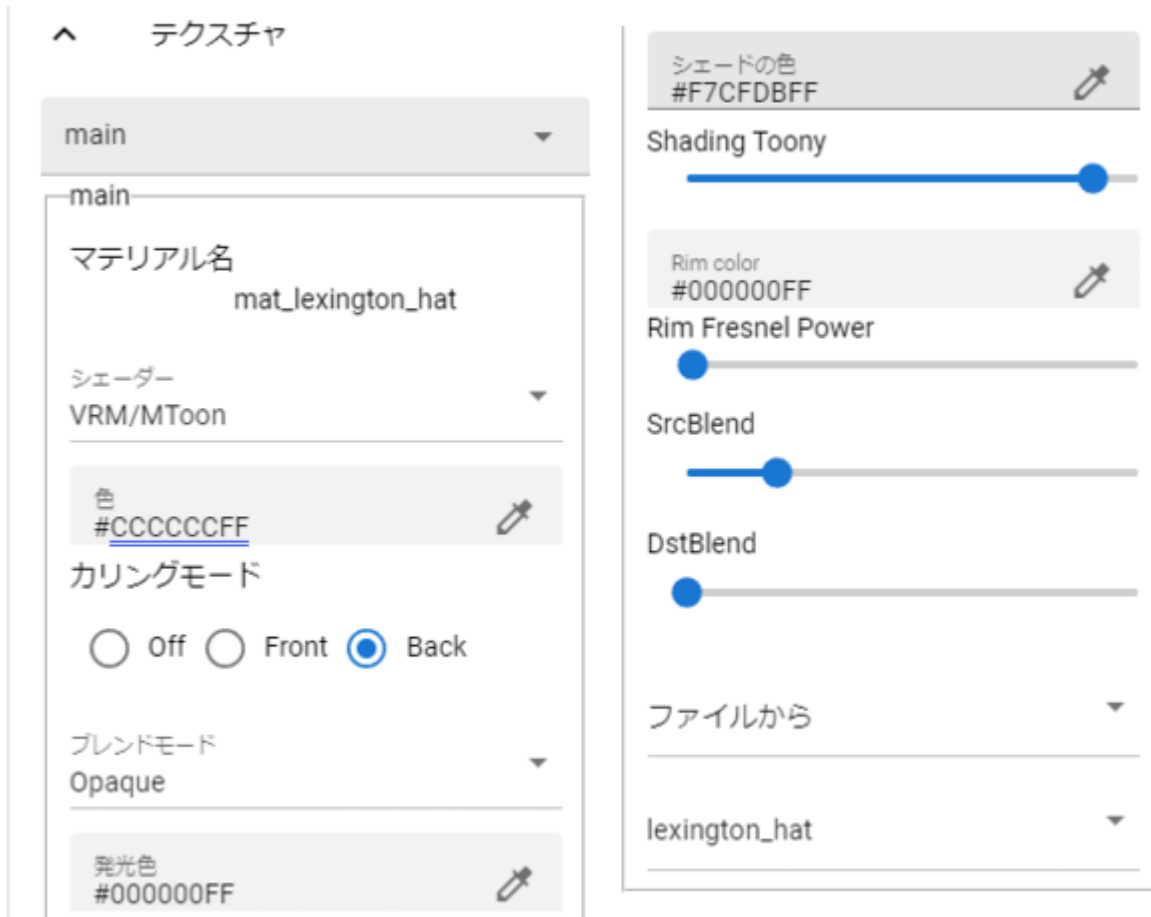 テクスチャ
main
main
マテリアル名
mat_lexington_hat
シェーダー
VRM/MToon
色
#CCCCCCFF
カリングモード
Off Front Back
ブレンドモード
Opaque
発光色
#000000FF
シェードの色
#F7CFDBFF
Shading Toony
Rim color
#000000FF
Rim Fresnel Power
SrcBlend
DstBlend
ファイルから
lexington_hat